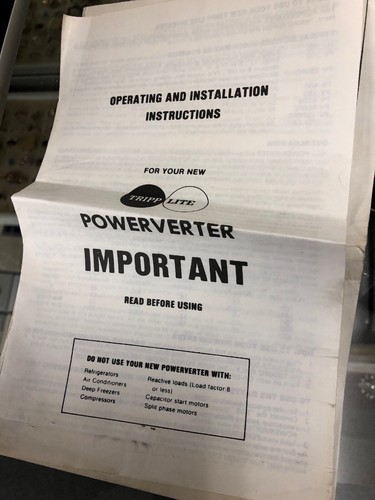 OPERATING AND INSTALLATION
INSTRUCTIONS
FOR YOUR NEW
TRIPP LITE
POWERVERTER
IMPORTANT
READ BEFORE USING
DO NOT USE YOUR NEW POWERVERTER WITH:
Refrigerators
Air Conditioners
Deep Freezers
Compressors
Reactive loads (Load factor.8
or less)
Capacitor start motors
Split phase motors